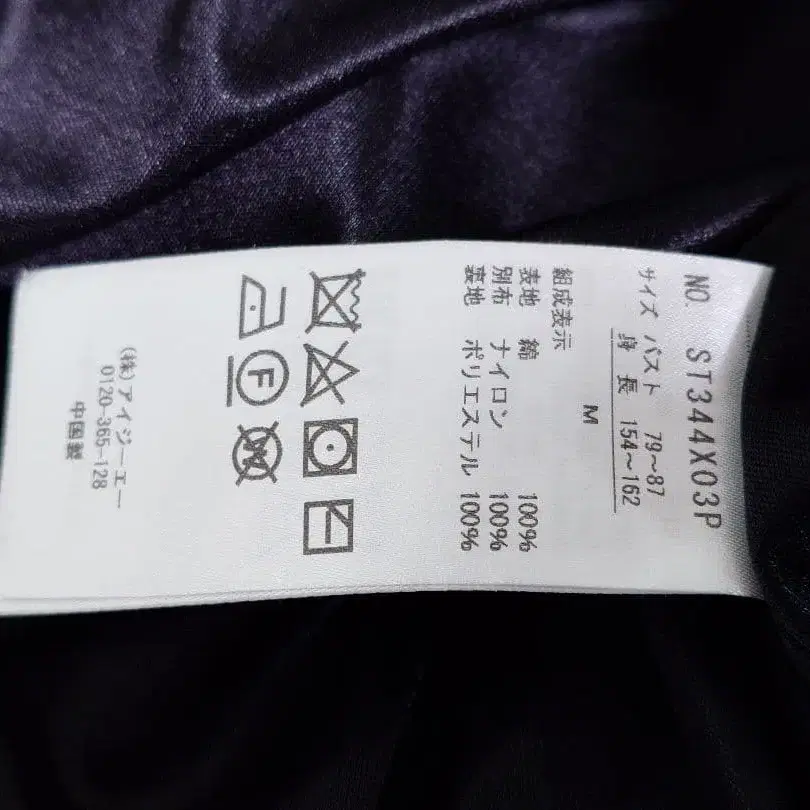 NO. ST344X03P
サイズ バスト 79～87
身長 154～162
M
組成表示
表地 綿 100%
別布 ナイロン 100%
裏地 ポリエステル 100%
F
W
(株)アイジーエー
0120-365-128
中国製